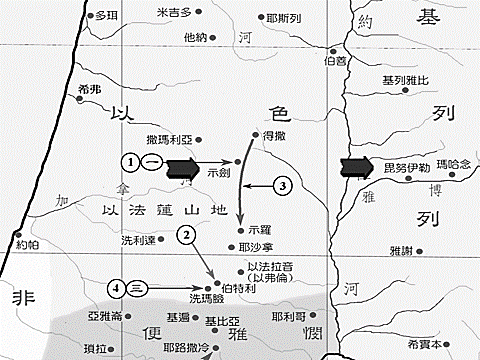 多珥
米吉多
耶斯列
基
約
他納
河
伯善
希弗
基列雅比
以 色 列
撒瑪利亞
得撒
① ㊀
示劍
河
毘努伊勒
瑪哈念
拿
加
雅
博
③
以法蓮山地
示羅
列
洗利達
②
耶沙拿
約帕
雅謝
以法拉音
(以弗倫)
④ ㊂
伯特利
洗瑪臉
河
非
亞雅崙
基遍
基比亞
耶利哥
便 雅 憫
瑣拉
耶路撒冷
希實本